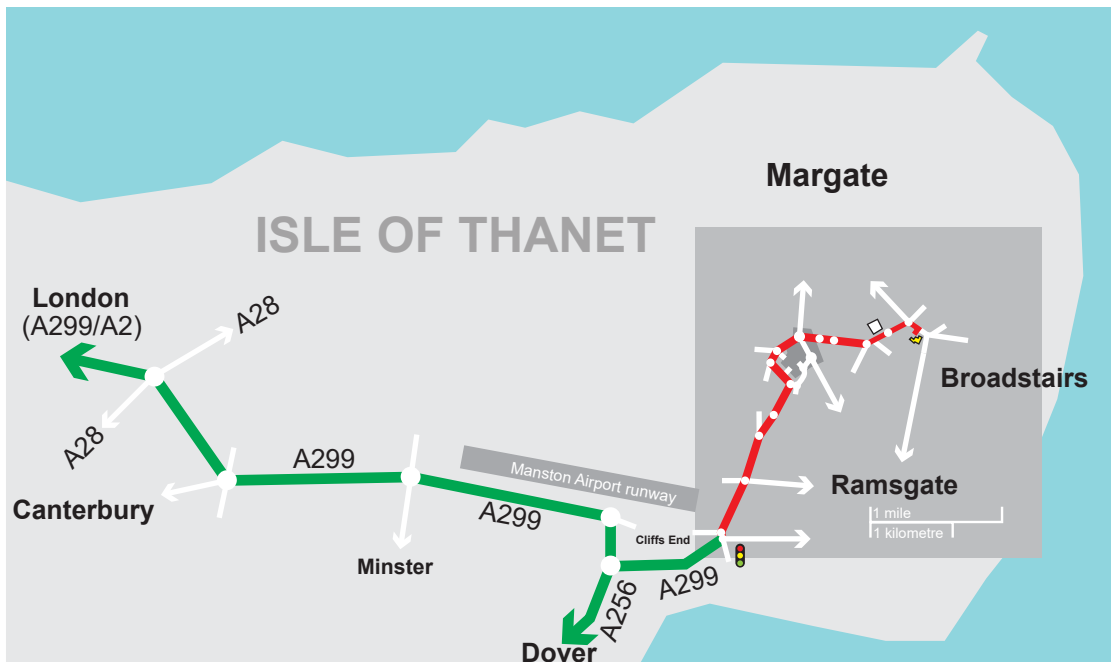 Margate
ISLE OF THANET
London
(A299/A2)
A28
A28
Broadstairs
A299
Manston Airport runway
Canterbury
A299
Ramsgate
1 mile
1 kilometre
Cliffs End
Minster
A299
A256
Dover